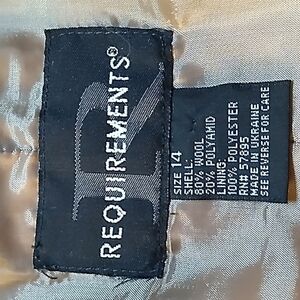 REQUIREMENTS®
R
SIZE 14
SHELL:
80% WOOL
20% POLYAMID
LINING:
100% POLYESTER
RN# 57895
MADE IN UKRAINE
SEE REVERSE FOR CARE